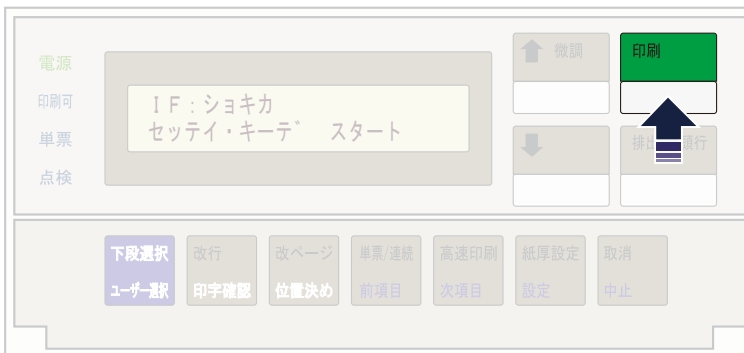 電源
印刷可
単票
点検
IF:ショキカ
セッテイ・キーデ゛ スタート
微調
印刷
下段選択
ユーザー選択
改行
印字確認
改ページ
位置決め
単票/連続
前項目
高速印刷
次項目
紙厚設定
設定
取消
中止